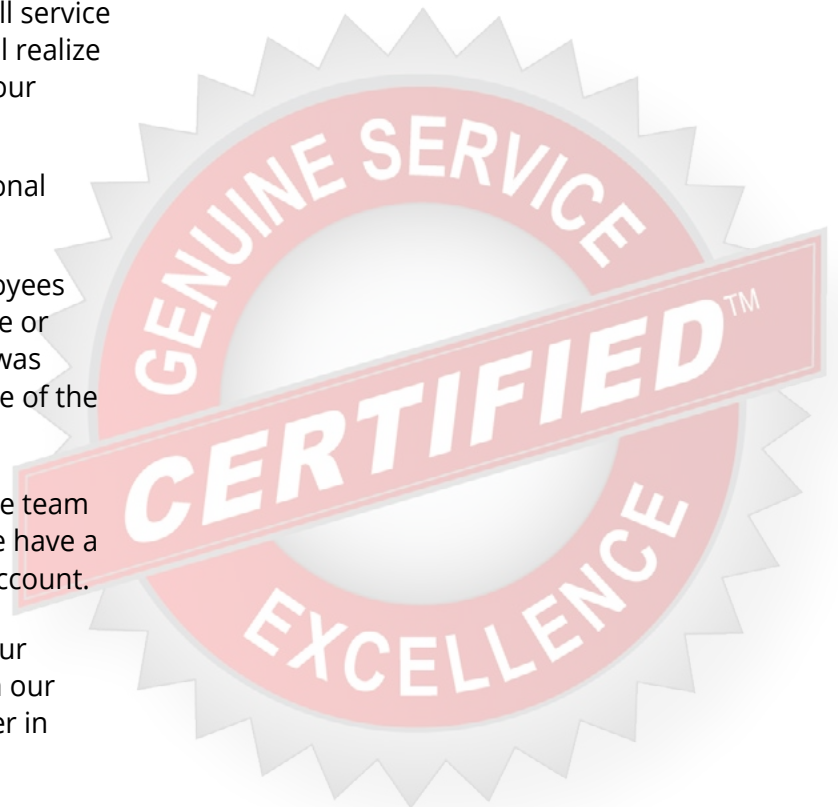 ll service
l realize
our
onal
oyees
e or
was
e of the
e team
e have a
ccount.
ur
n our
er in
GENUINE SERVICE
CERTIFIED™
EXCELLENCE